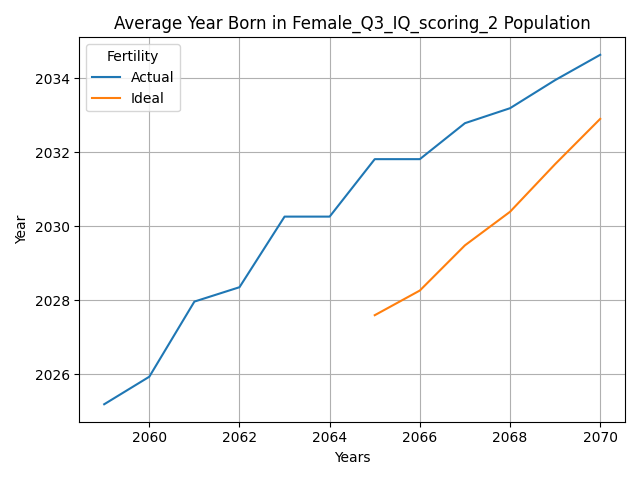 Average Year Born in Female_Q3_IQ_scoring_2 Population
Fertility
Actual
Ideal
2034
2032
2030
2028
2026
Year
2060 2062 2064 2066 2068 2070
Years